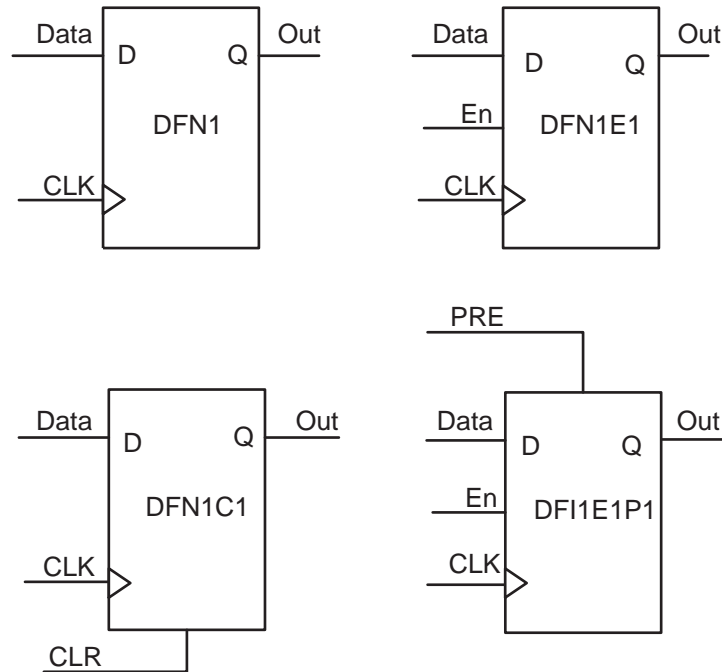 Data
Out
D
Q
DFN1
CLK
Data
Out
D
Q
En
DFN1E1
CLK
Data
Out
D
Q
DFN1C1
CLK
CLR
PRE
Data
Out
D
Q
En
DFI1E1P1
CLK